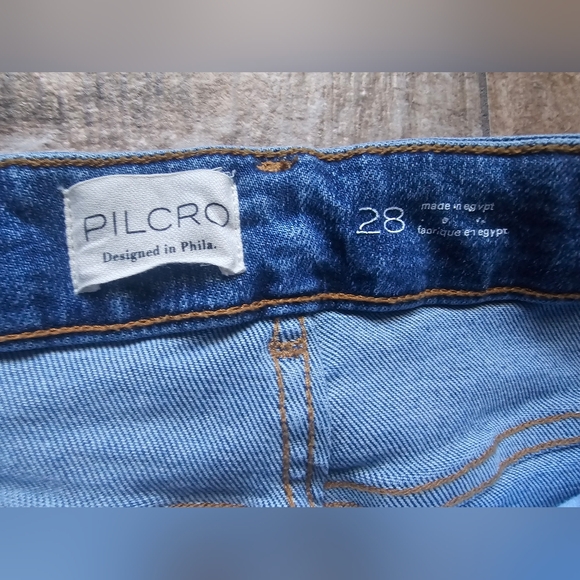 PILCRO
Designed in Phila.
28
made in egypt
fabrique en egypt